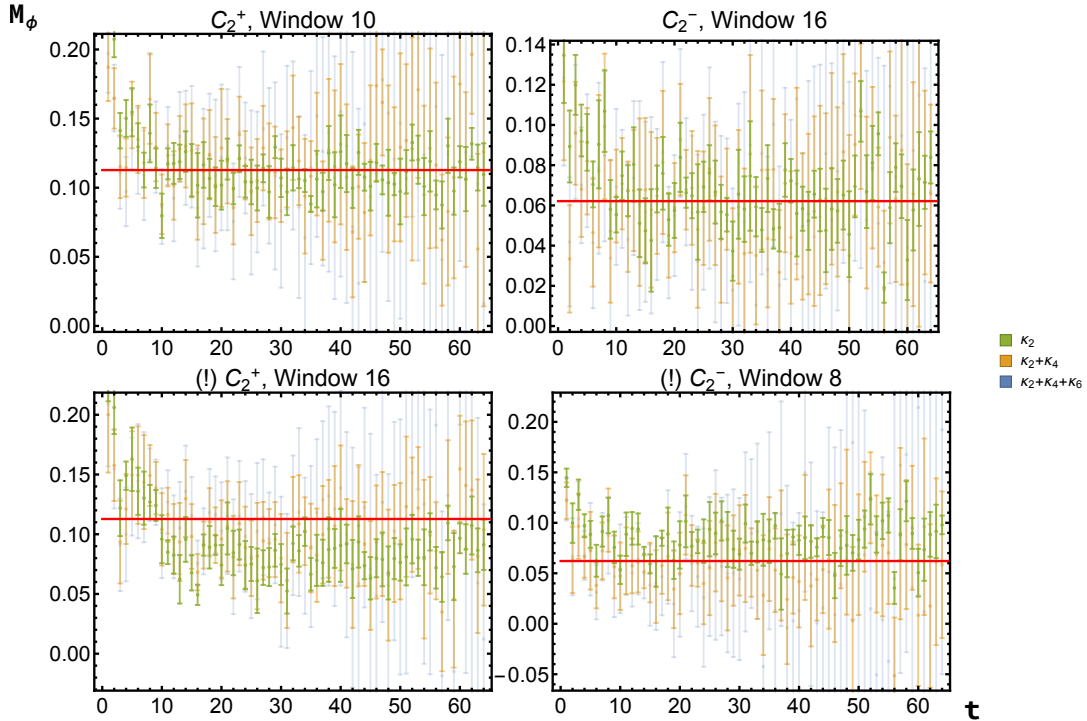 M_ϕ
C₂⁺, Window 10
C₂⁻, Window 16
0.20
0.15
0.10
0.05
0.00
0 10 20 30 40 50 60
0.14
0.12
0.10
0.08
0.06
0.04
0.02
0.00
0 10 20 30 40 50 60
(!) C₂⁺, Window 16
(!) C₂⁻, Window 8
0.20
0.15
0.10
0.05
0.00
0 10 20 30 40 50 60
0.20
0.15
0.10
0.05
0.00
−0.05
0 10 20 30 40 50 60
t
κ₂
κ₂+κ₄
κ₂+κ₄+κ₆